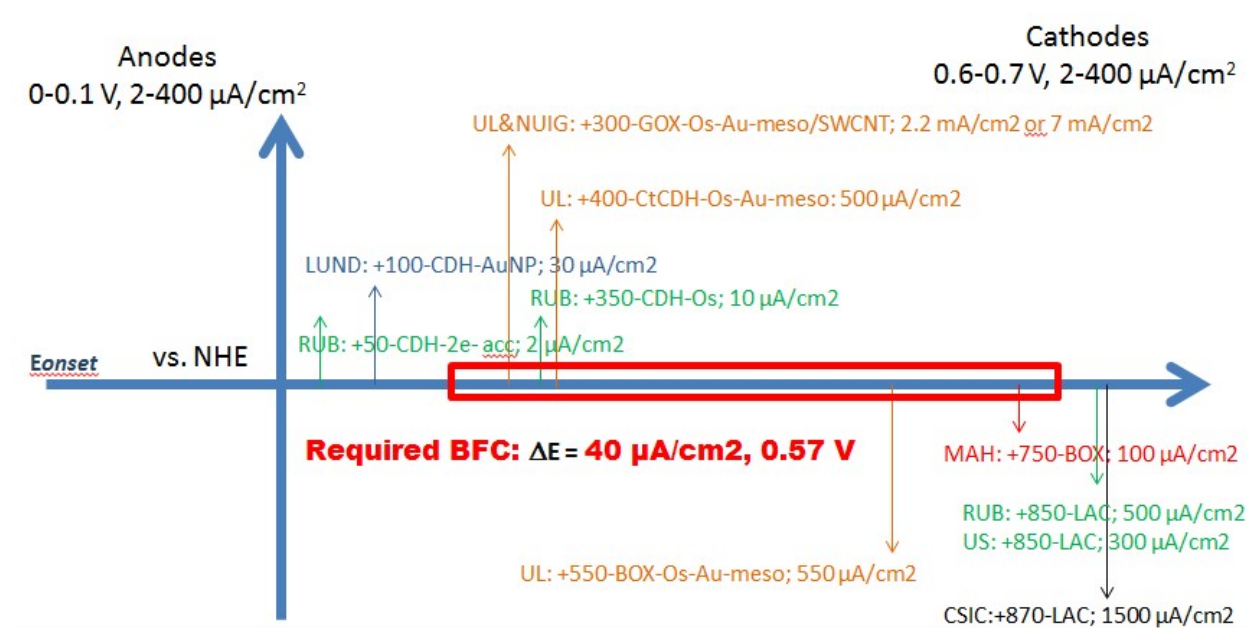 Anodes
0-0.1 V, 2-400 µA/cm²
Cathodes
0.6-0.7 V, 2-400 µA/cm²
UL&NUIG: +300-GOX-Os-Au-meso/SWCNT; 2.2 mA/cm2 or 7 mA/cm2
UL: +400-CtCDH-Os-Au-meso: 500 µA/cm2
LUND: +100-CDH-AuNP; 30 µA/cm2
RUB: +350-CDH-Os; 10 µA/cm2
RUB: +50-CDH-2e- acc; 2 µA/cm2
Eonset vs. NHE
Required BFC: ΔE = 40 µA/cm2, 0.57 V
MAH: +750-BOX; 100 µA/cm2
RUB: +850-LAC; 500 µA/cm2
US: +850-LAC; 300 µA/cm2
UL: +550-BOX-Os-Au-meso; 550 µA/cm2
CSIC:+870-LAC; 1500 µA/cm2